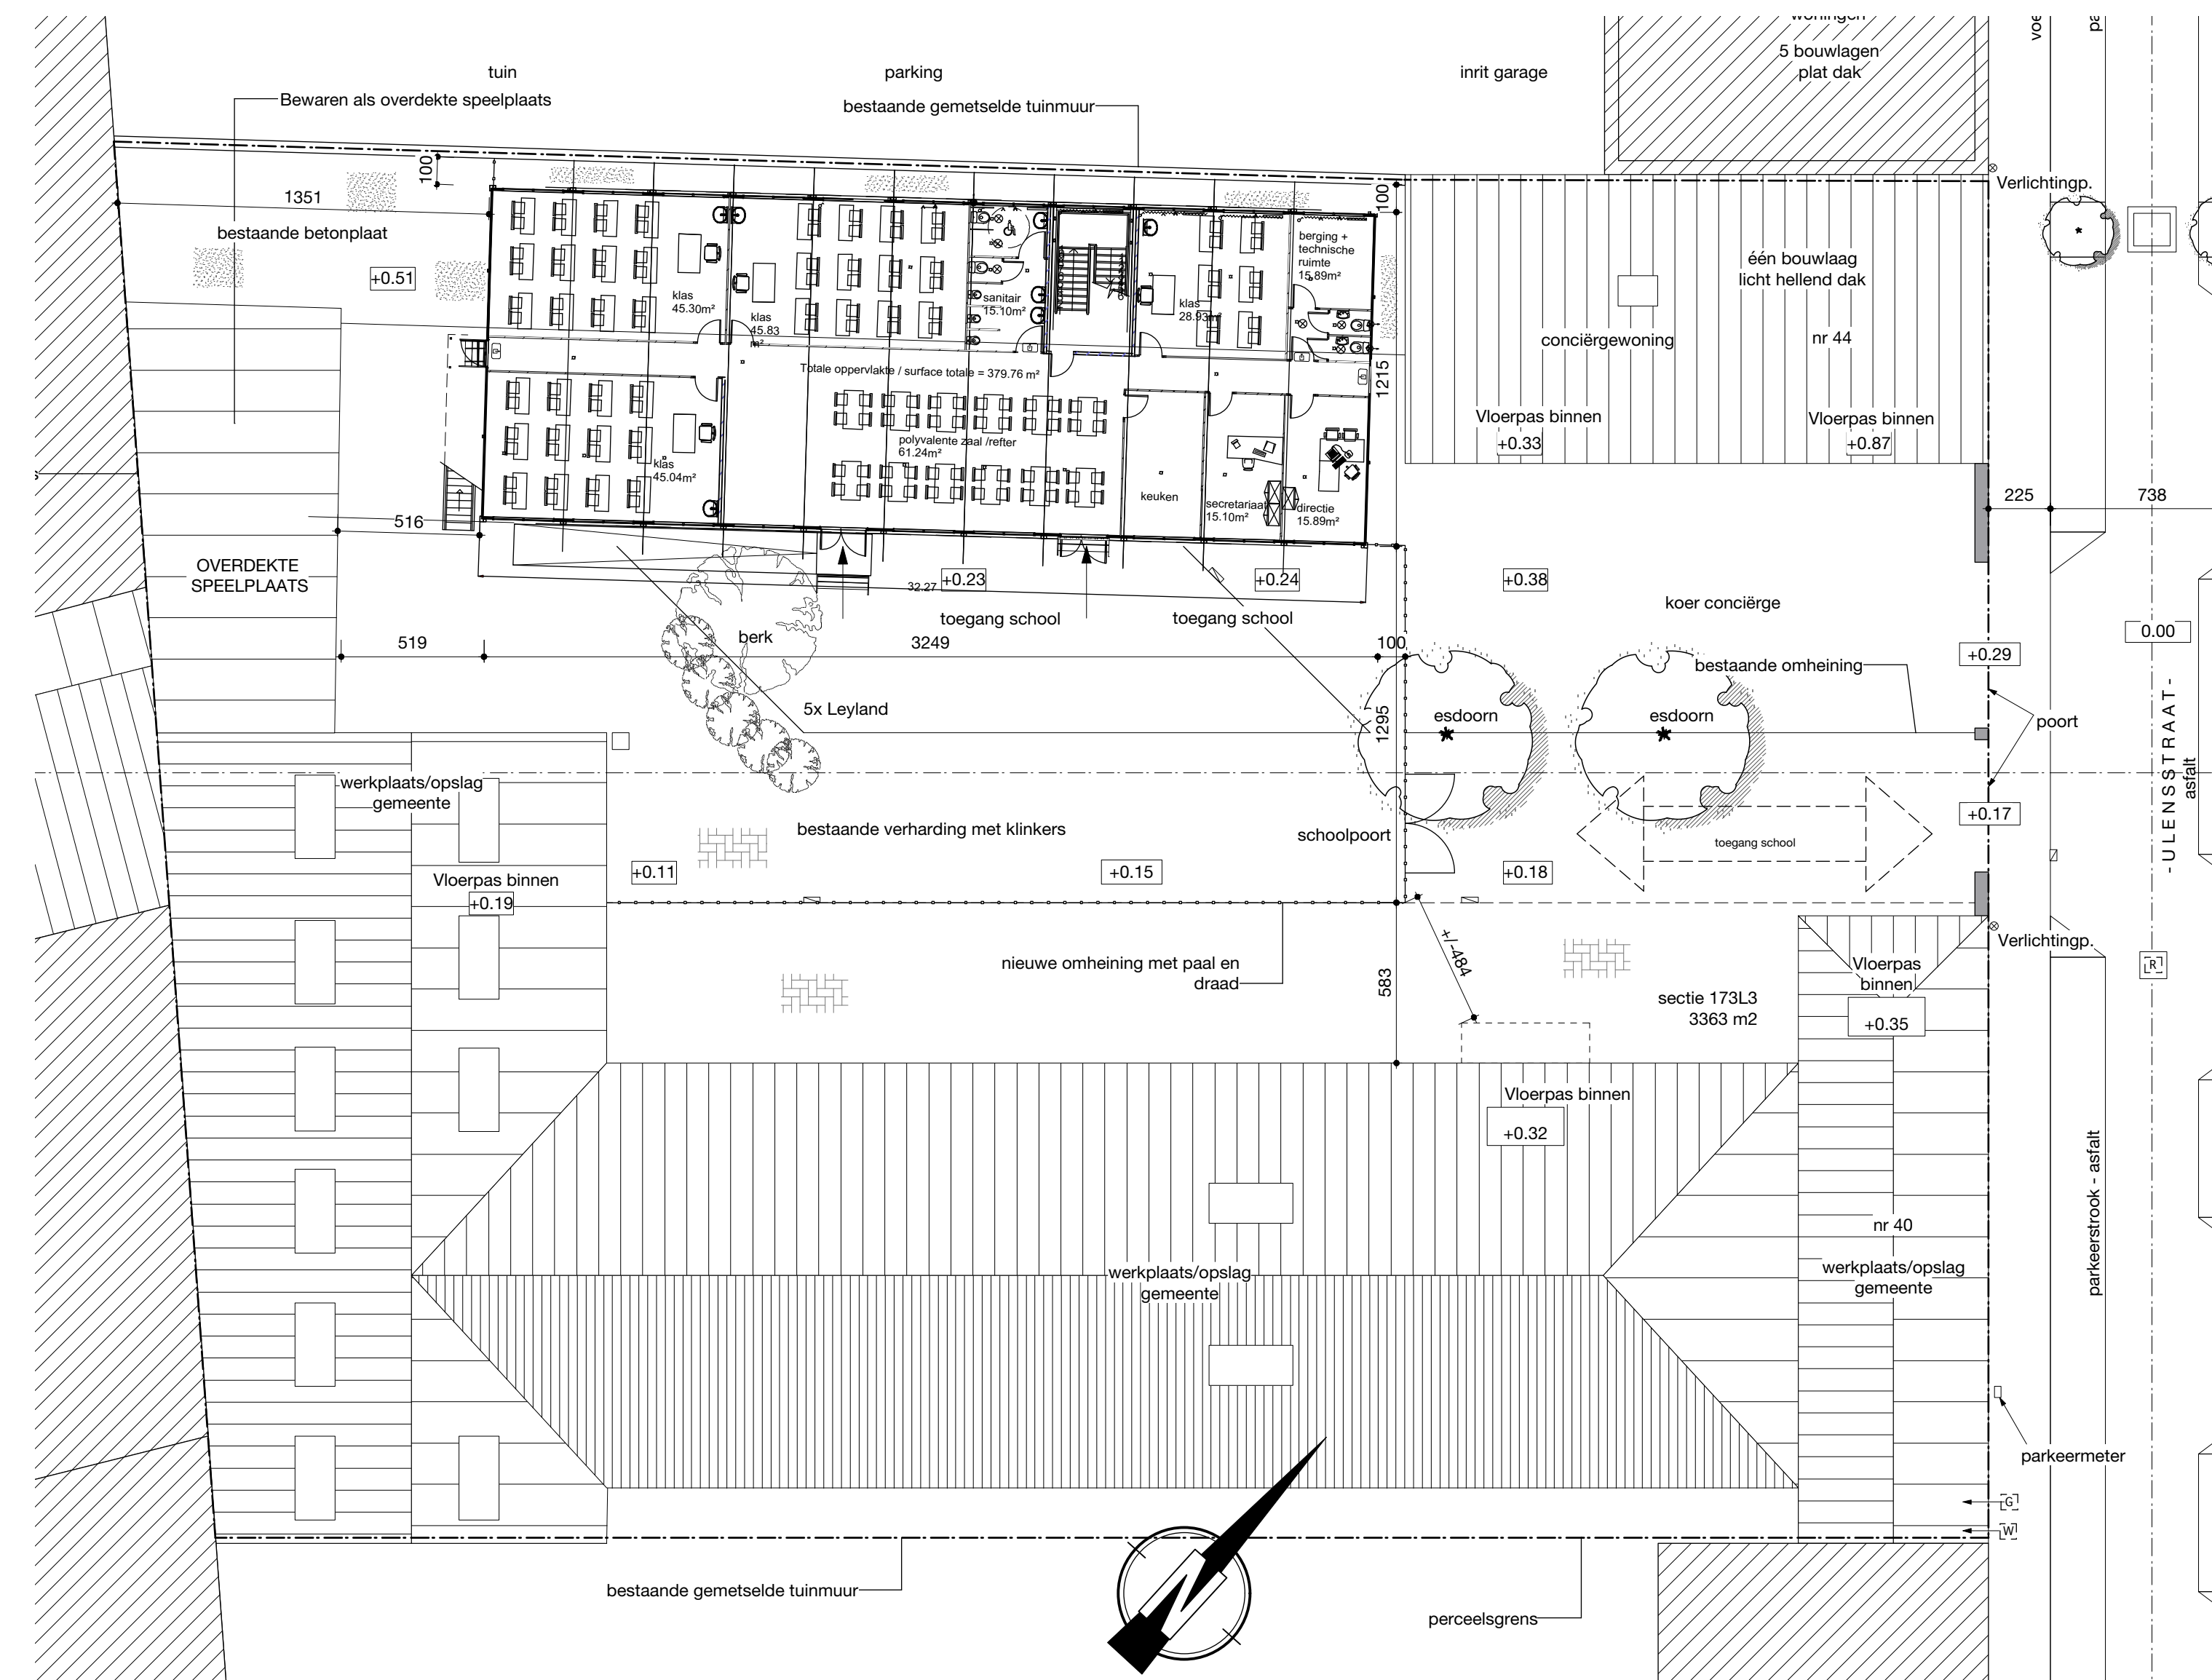 woningen
5 bouwlagen
plat dak
tuin
parking
inrit garage
Bewaren als overdekte speelplaats
bestaande gemetselde tuinmuur
100
1351
bestaande betonplaat
+0.51
100
Verlichtingp.
klas
45.30m²
klas
45.83
m²
sanitair
15.10m²
klas
28.93m²
berging +
technische
ruimte
15.89m²
één bouwlaag
licht hellend dak
conciërgewoning
nr 44
Totale oppervlakte / surface totale = 379.76 m²
1215
Vloerpas binnen
+0.33
Vloerpas binnen
+0.87
polyvalente zaal /refter
61.24m²
klas
45.04m²
keuken
secretariaat
15.10m²
directie
15.89m²
225
738
516
OVERDEKTE
SPEELPLAATS
32.27
+0.23
+0.24
+0.38
toegang school
toegang school
koer conciërge
berk
519
3249
100
0.00
+0.29
bestaande omheining
5x Leyland
1295
esdoorn
esdoorn
poort
-ULENSSTRAAT-
asfalt
werkplaats/opslag
gemeente
bestaande verharding met klinkers
schoolpoort
toegang school
+0.17
Vloerpas binnen
+0.19
+0.11
+0.15
+0.18
Verlichtingp.
nieuwe omheining met paal en
draad
583
+/-484
sectie 173L3
3363 m2
Vloerpas
binnen
+0.35
R
Vloerpas binnen
+0.32
nr 40
werkplaats/opslag
gemeente
werkplaats/opslag
gemeente
parkeerstrook - asfalt
parkeermeter
G
W
bestaande gemetselde tuinmuur
perceelsgrens